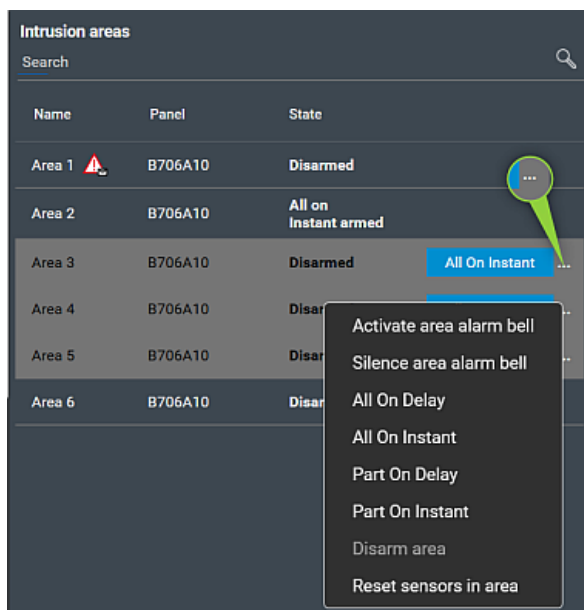 Intrusion areas
Search
Name Panel State
Area 1 B706A10 Disarmed
...
Area 2 B706A10 All on
Instant armed
Area 3 B706A10 Disarmed All On Instant ...
Area 4 B706A10 Disar
Area 5 B706A10 Disar
Area 6 B706A10 Disar
Activate area alarm bell
Silence area alarm bell
All On Delay
All On Instant
Part On Delay
Part On Instant
Disarm area
Reset sensors in area